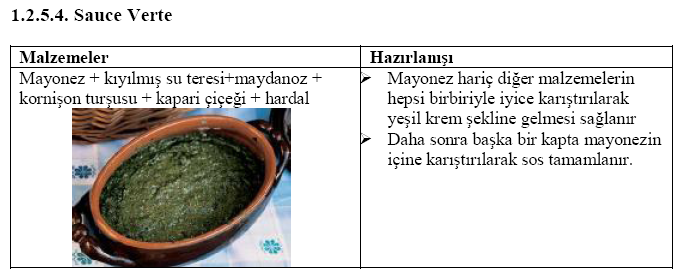 1.2.5.4. Sauce Verte
Malzemeler
Mayonez + kıyılmış su teresi+maydanoz +
kornişon turşusu + kapari çiçeği + hardal
Hazırlanışı
➢ Mayonez hariç diğer malzemelerin
hepsi birbiriyle iyice karıştırılarak
yeşil krem şekline gelmesi sağlanır
➢ Daha sonra başka bir kapta mayonezin
içine karıştırılarak sos tamamlanır.